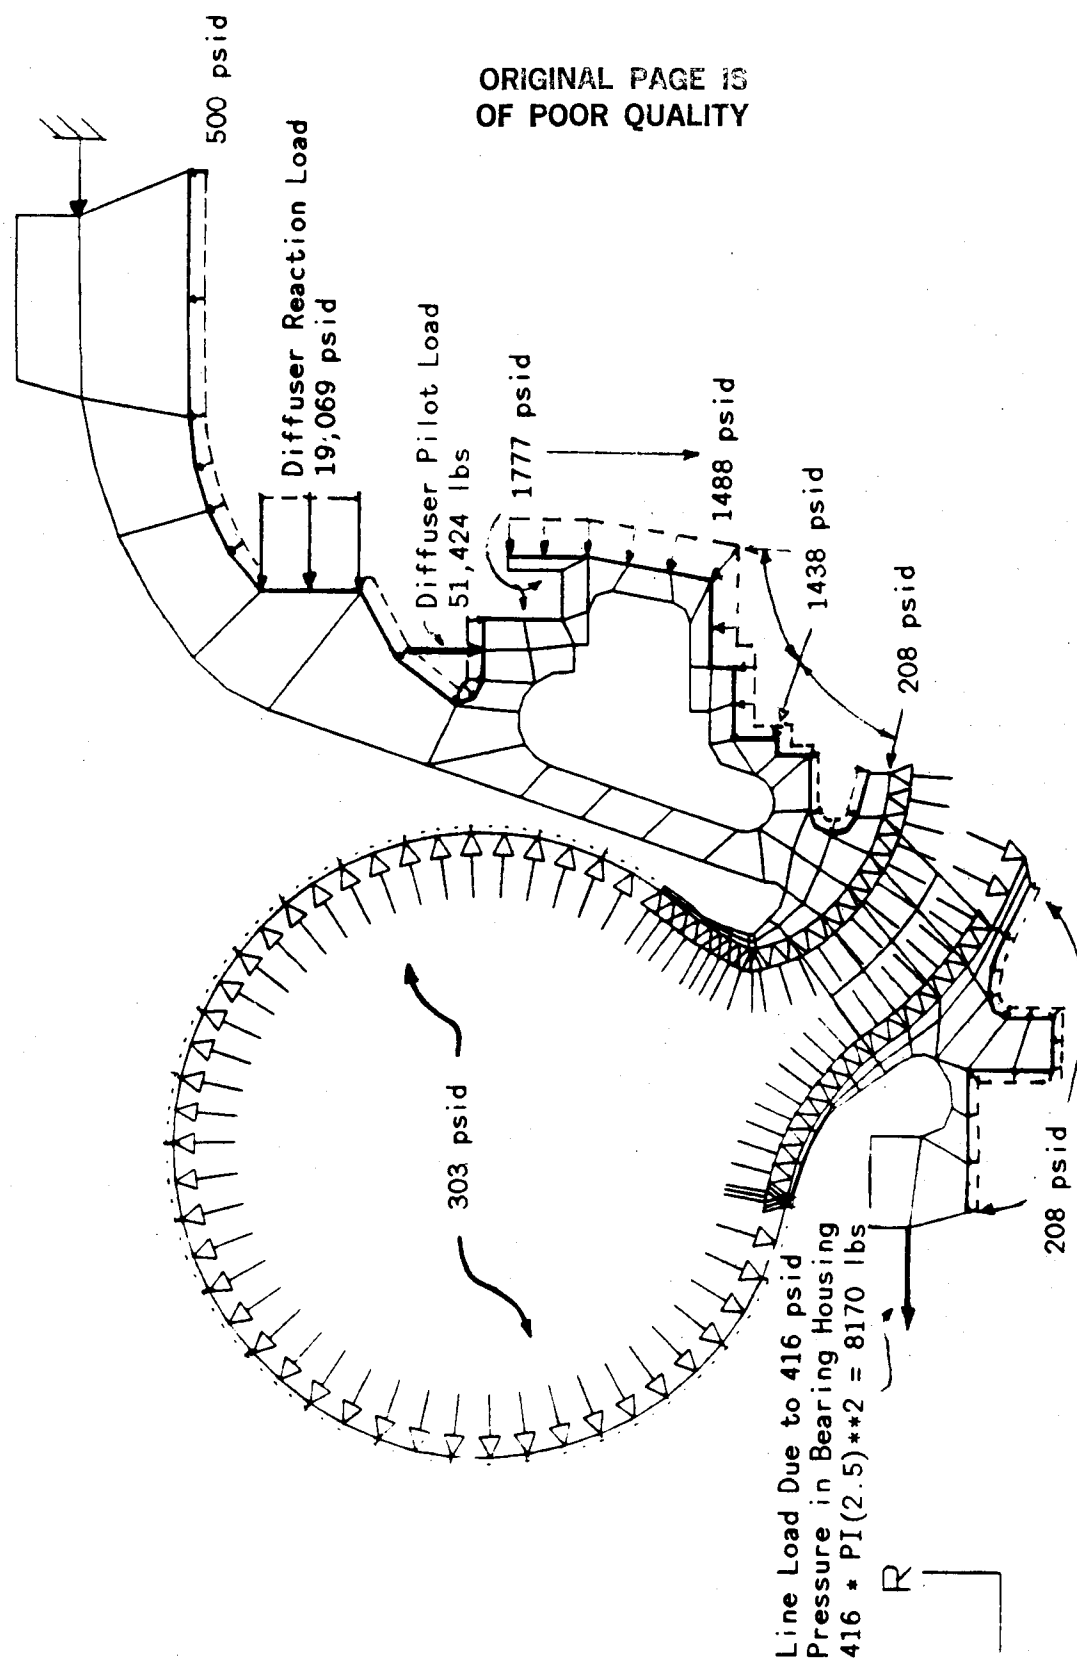 ORIGINAL PAGE IS
OF POOR QUALITY
500 psid
Diffuser Reaction Load
19,069 psid
Diffuser Pilot Load
51,424 lbs
1777 psid
1488 psid
1438 psid
208 psid
303 psid
208 psid
Line Load Due to 416 psid
Pressure in Bearing Housing
416 * PI(2.5)**2 = 8170 lbs
R